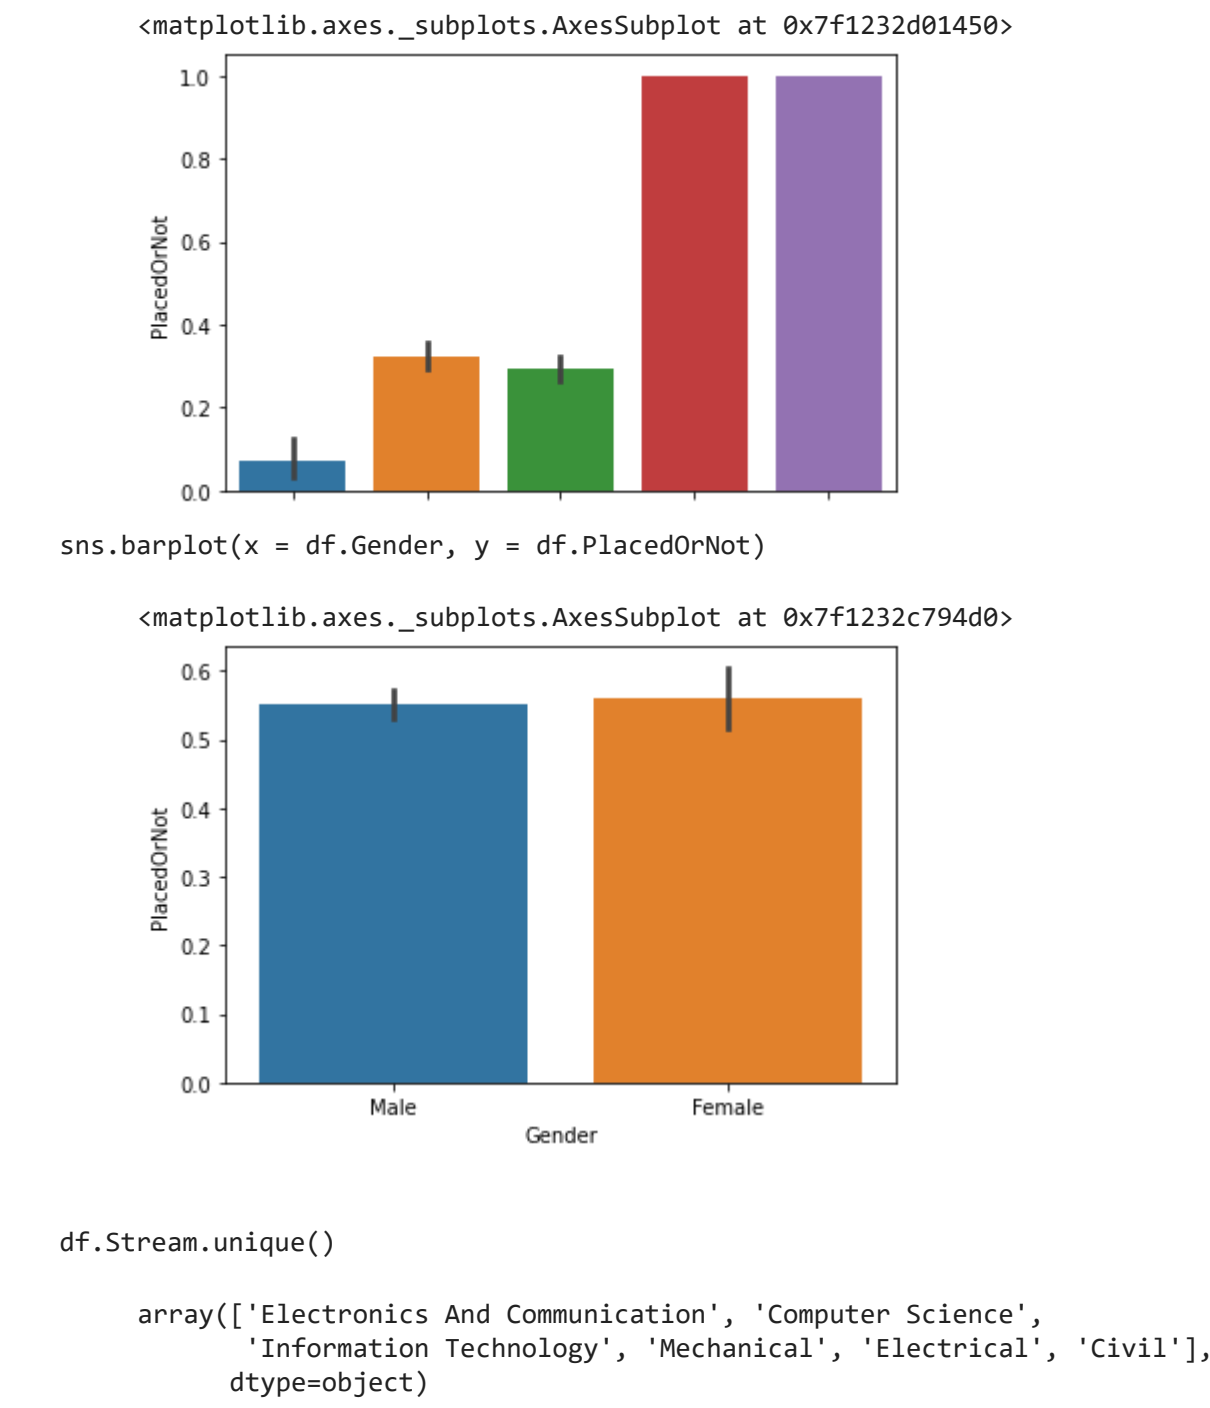 <matplotlib.axes._subplots.AxesSubplot at 0x7f1232d01450>
1.0
0.8
0.6
0.4
0.2
0.0
PlacedOrNot
sns.barplot(x = df.Gender, y = df.PlacedOrNot)
<matplotlib.axes._subplots.AxesSubplot at 0x7f1232c794d0>
0.6
0.5
0.4
0.3
0.2
0.1
0.0
PlacedOrNot
Male Female
Gender
df.Stream.unique()
array(['Electronics And Communication', 'Computer Science',
'Information Technology', 'Mechanical', 'Electrical', 'Civil'],
dtype=object)